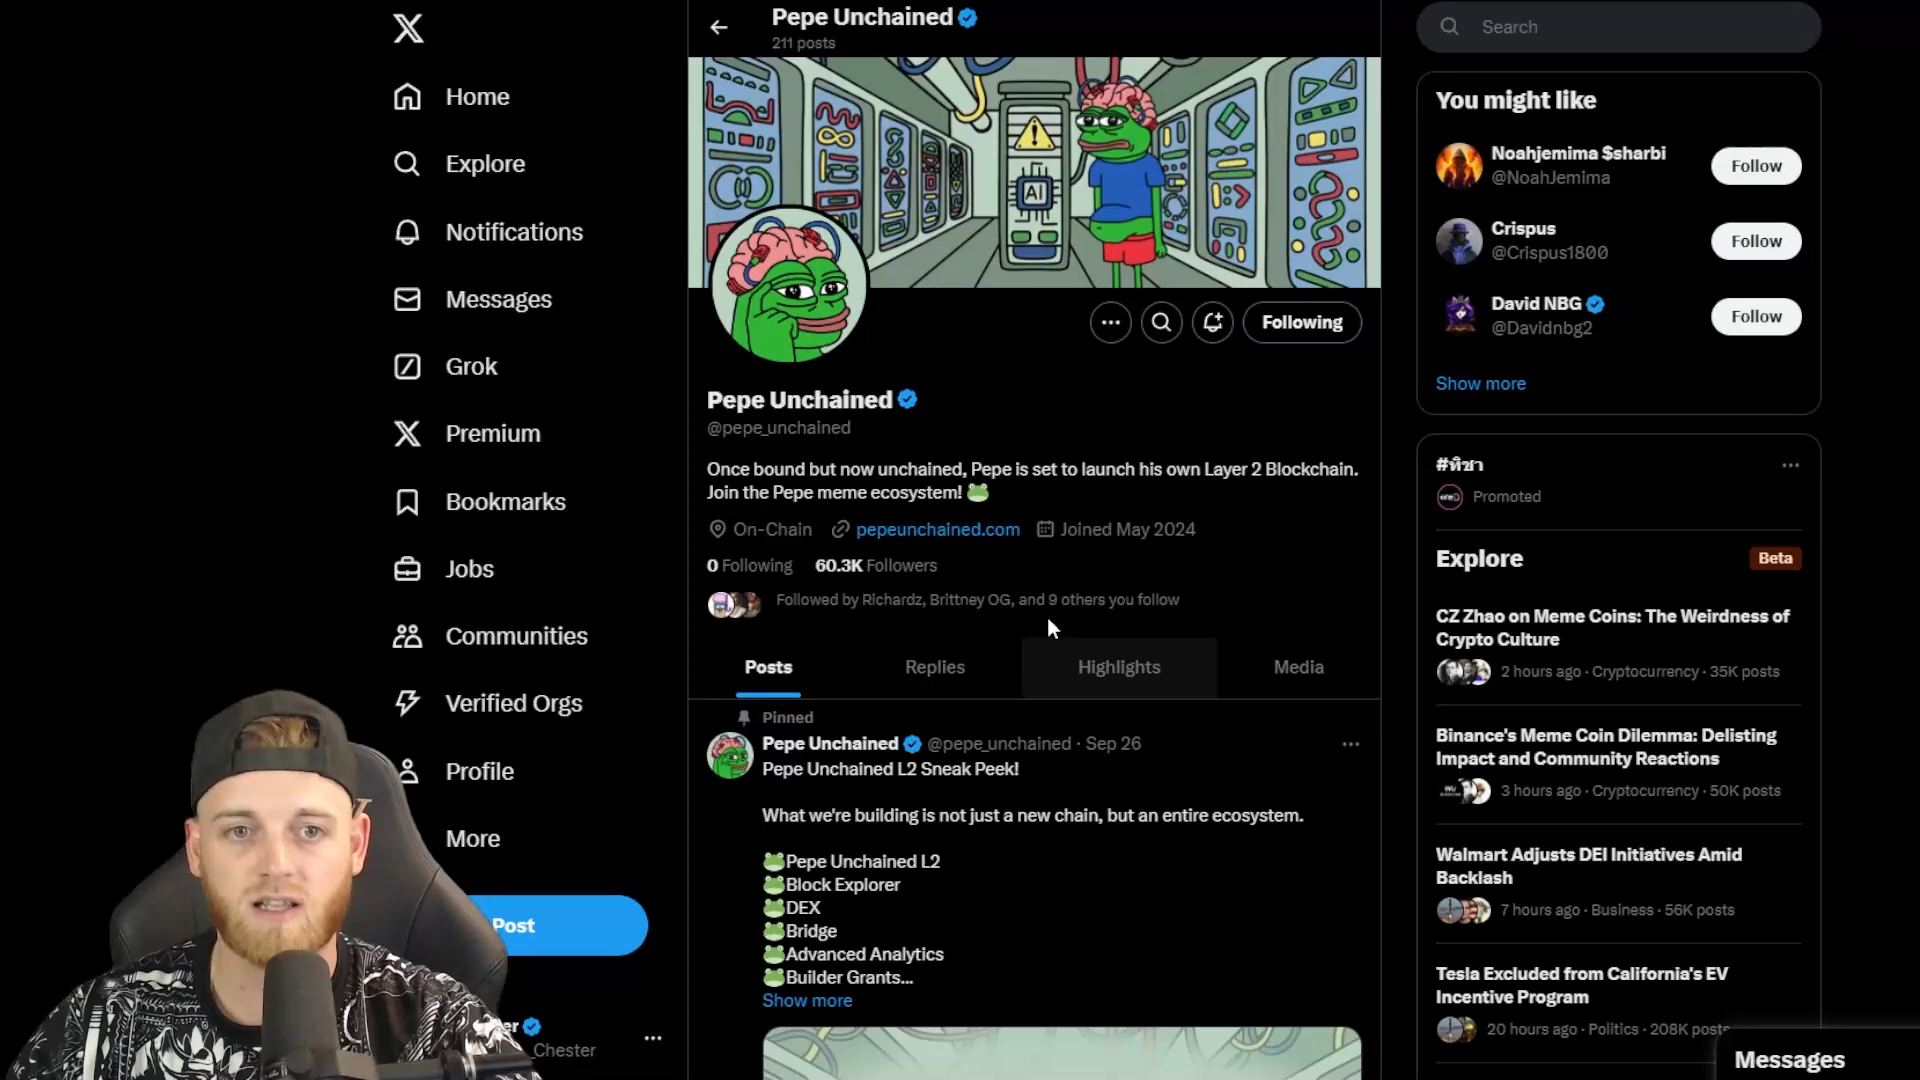 Home
Explore
Notifications
Messages
Grok
Premium
Bookmarks
Jobs
Communities
Verified Orgs
Profile
More
Post
Chester
Pepe Unchained
211 posts
AI
Following
Pepe Unchained
@pepe_unchained
Once bound but now unchained, Pepe is set to launch his own Layer 2 Blockchain.
Join the Pepe meme ecosystem! 🐸
On-Chain pepeunchained.com Joined May 2024
0 Following 60.3K Followers
Followed by Richardz, Brittney OG, and 9 others you follow
Posts Replies Highlights Media
Pinned
Pepe Unchained @pepe_unchained · Sep 26
Pepe Unchained L2 Sneak Peek!
What we're building is not just a new chain, but an entire ecosystem.
🐸Pepe Unchained L2
🐸Block Explorer
🐸DEX
🐸Bridge
🐸Advanced Analytics
🐸Builder Grants...
Show more
Search
You might like
Noahjemima $sharbi
@NoahJemima
Follow
Crispus
@Crispus1800
Follow
David NBG
@Davidnbg2
Follow
Show more
#ทิชา
Promoted
Explore Beta
CZ Zhao on Meme Coins: The Weirdness of
Crypto Culture
2 hours ago · Cryptocurrency · 35K posts
Binance's Meme Coin Dilemma: Delisting
Impact and Community Reactions
3 hours ago · Cryptocurrency · 50K posts
Walmart Adjusts DEI Initiatives Amid
Backlash
7 hours ago · Business · 56K posts
Tesla Excluded from California's EV
Incentive Program
20 hours ago · Politics · 208K posts
Messages